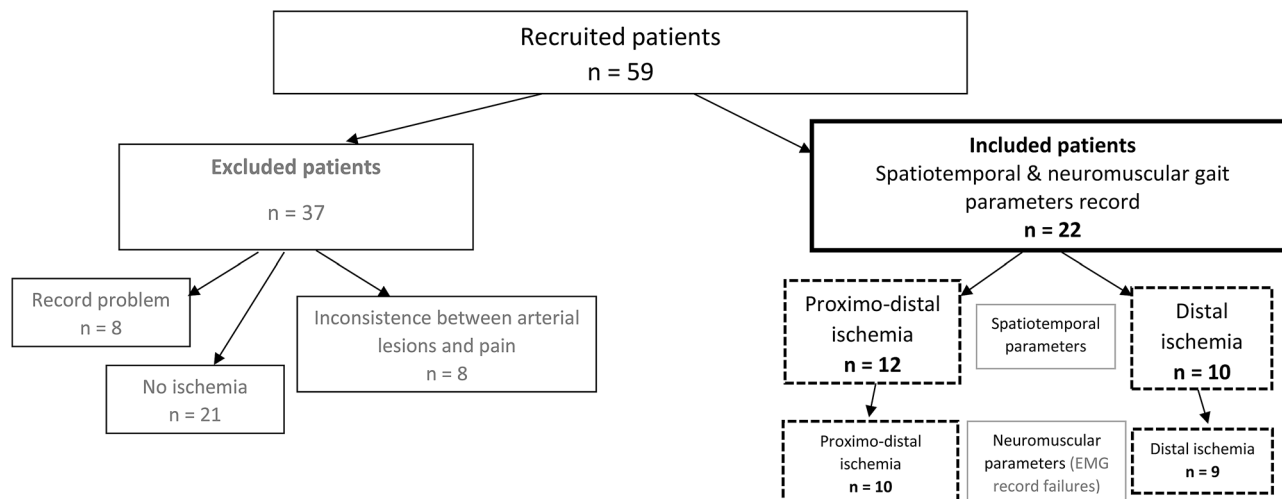 Recruited patients
n = 59
Excluded patients
n = 37
Included patients
Spatiotemporal & neuromuscular gait
parameters record
n = 22
Record problem
n = 8
No ischemia
n = 21
Inconsistence between arterial
lesions and pain
n = 8
Proximo-distal
ischemia
n = 12
Spatiotemporal
parameters
Distal
ischemia
n = 10
Proximo-distal
ischemia
n = 10
Neuromuscular
parameters (EMG
record failures)
Distal ischemia
n = 9